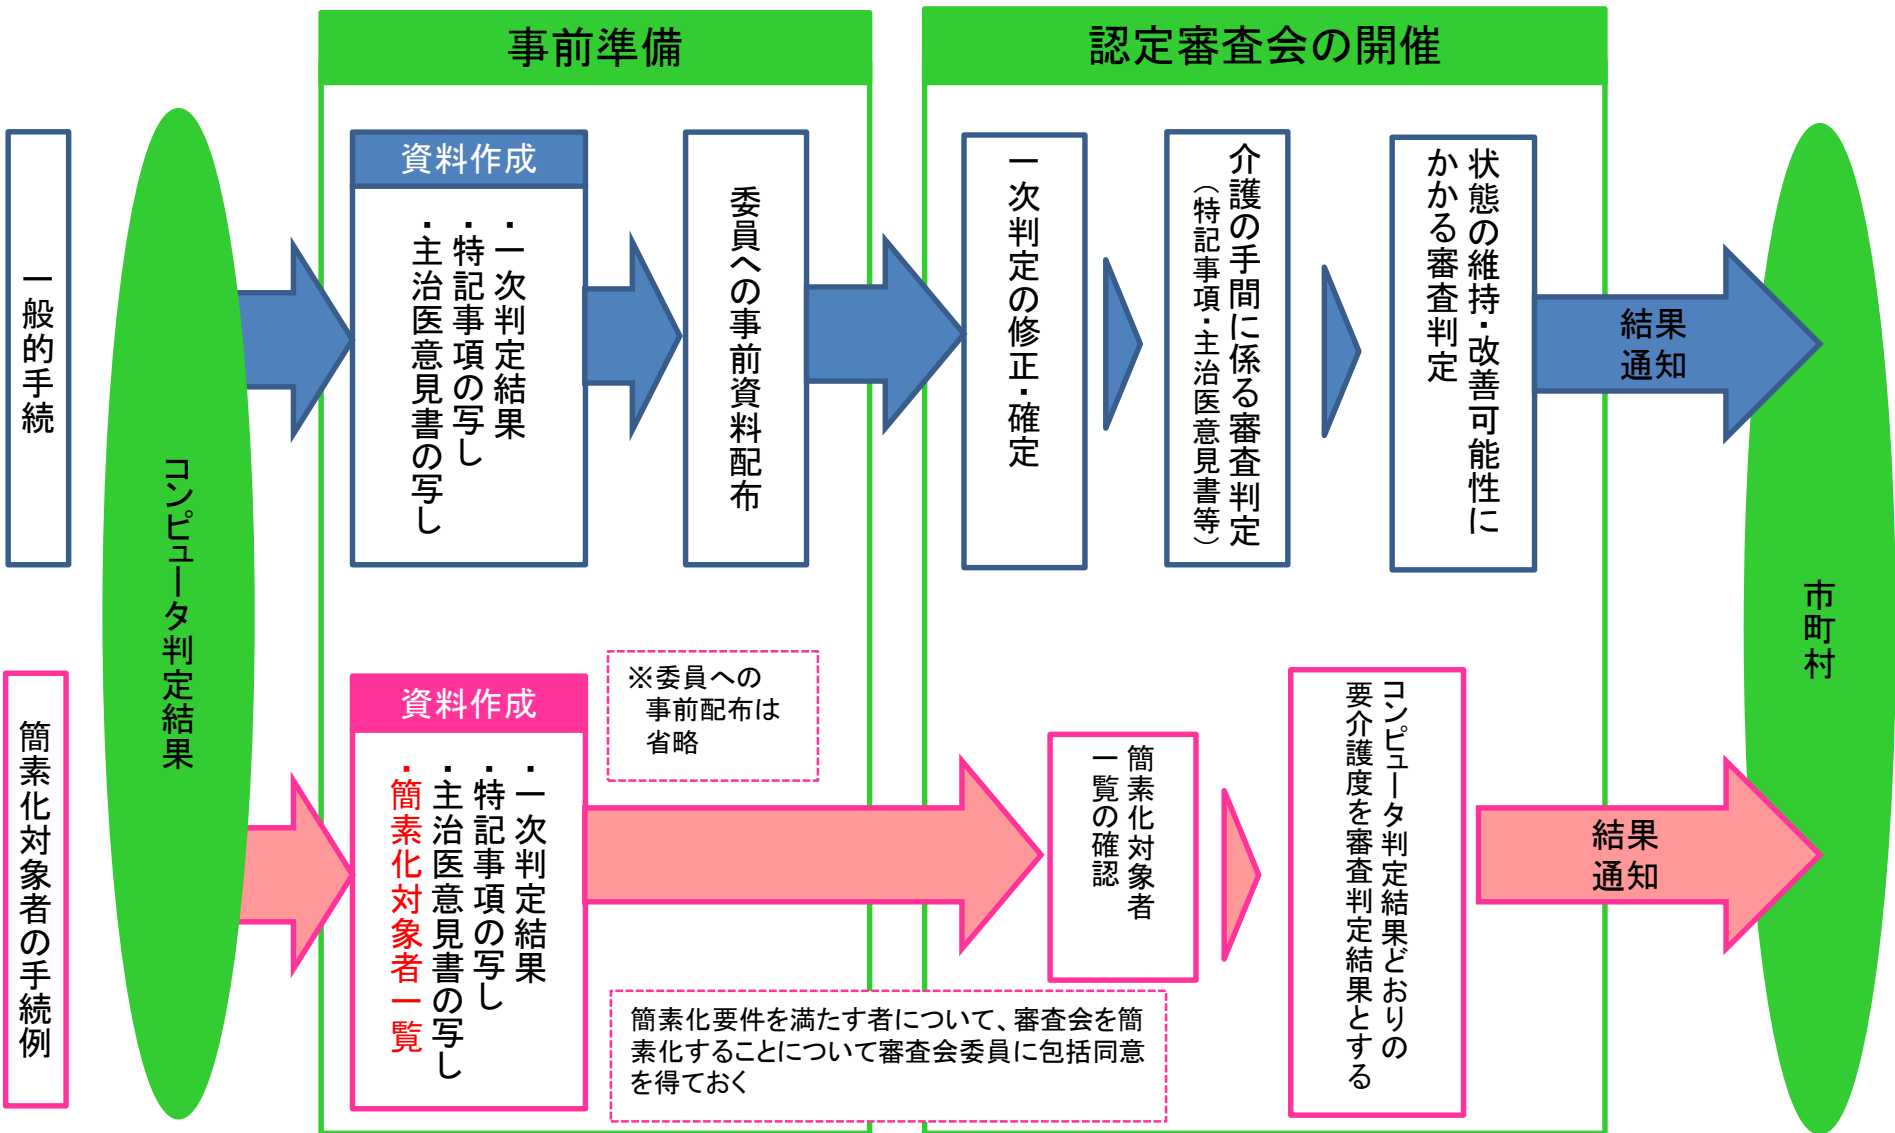 事前準備
認定審査会の開催
一般的手続
コンピュータ判定結果
資料作成
・一次判定結果
・特記事項の写し
・主治医意見書の写し
委員への事前資料配布
一次判定の修正・確定
介護の手間に係る審査判定
（特記事項・主治医意見書等）
状態の維持・改善可能性に
かかる審査判定
結果
通知
市町村
簡素化対象者の手続例
資料作成
・一次判定結果
・特記事項の写し
・主治医意見書の写し
・簡素化対象者一覧
※委員への
事前配布は
省略
簡素化対象者
一覧の確認
コンピュータ判定結果どおりの
要介護度を審査判定結果とする
結果
通知
簡素化要件を満たす者について、審査会を簡
素化することについて審査会委員に包括同意
を得ておく